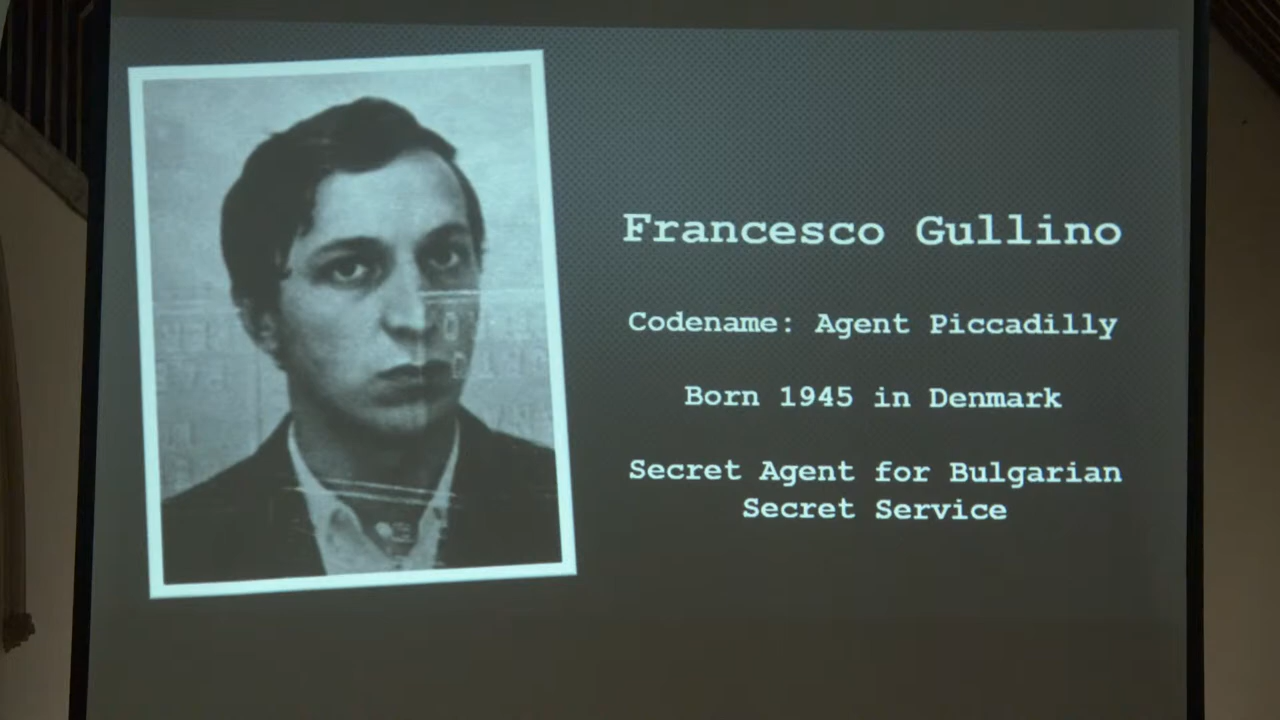 Francesco Gullino
Codename: Agent Piccadilly
Born 1945 in Denmark
Secret Agent for Bulgarian
Secret Service